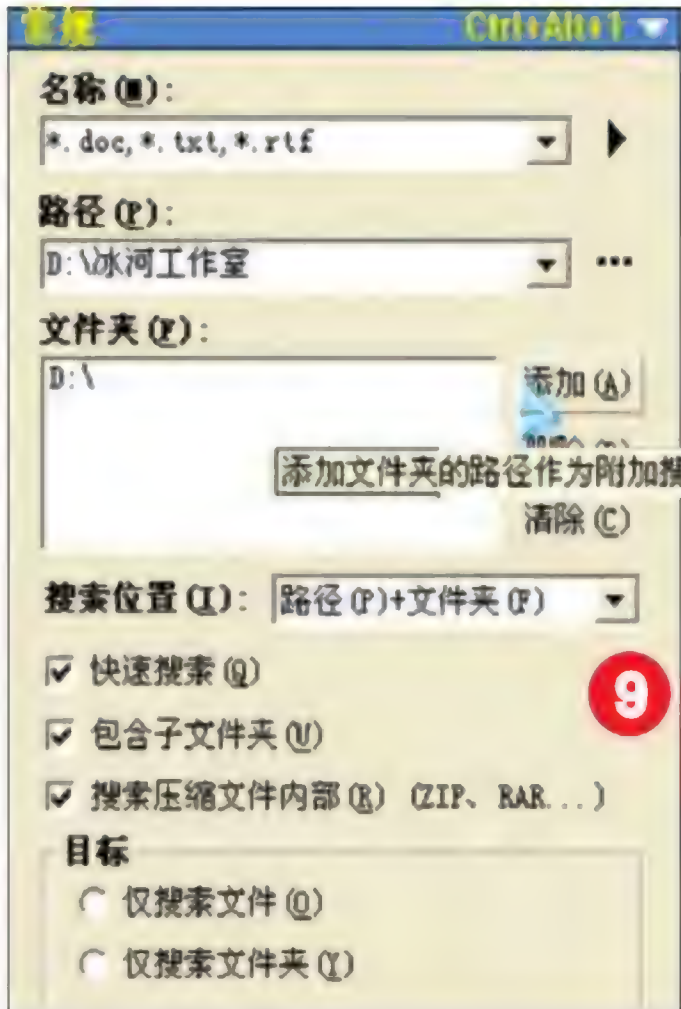 常规 Ctrl+Alt+1
名称(N):
*.doc,*.txt,*.rtf
路径(P):
D:\冰河工作室
文件夹(F):
D:\
添加(A)
添加文件夹的路径作为附加搜
清除(C)
搜索位置(I): 路径(P)+文件夹(F)
快速搜索(Q)
9
包含子文件夹(U)
搜索压缩文件内部(R) (ZIP、RAR...)
目标
仅搜索文件(O)
仅搜索文件夹(Y)